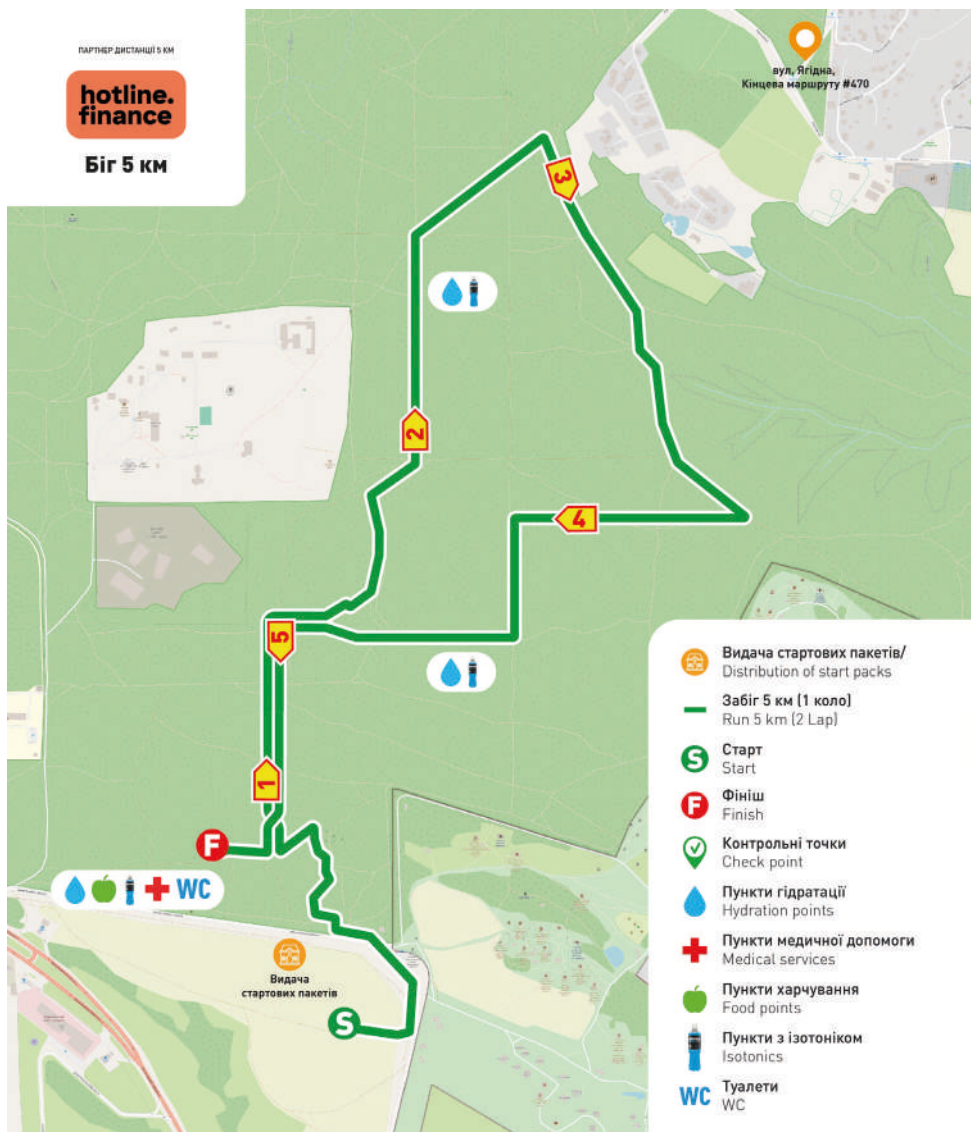 ПАРТНЕР ДИСТАНЦІЇ 5 КМ
hotline.
finance
Біг 5 км
вул, Ягідна,
Кінцева маршруту #470
3
2
4
5
1
F
WC
Видача
стартових пакетів
S
Видача стартових пакетів/
Distribution of start packs
Забіг 5 км (1 коло)
Run 5 km (2 Lap)
S
Старт
Start
F
Фініш
Finish
Контрольні точки
Check point
Пункти гідратації
Hydration points
Пункти медичної допомоги
Medical services
Пункти харчування
Food points
Пункти з ізотоніком
Isotonics
WC
Туалети
WC